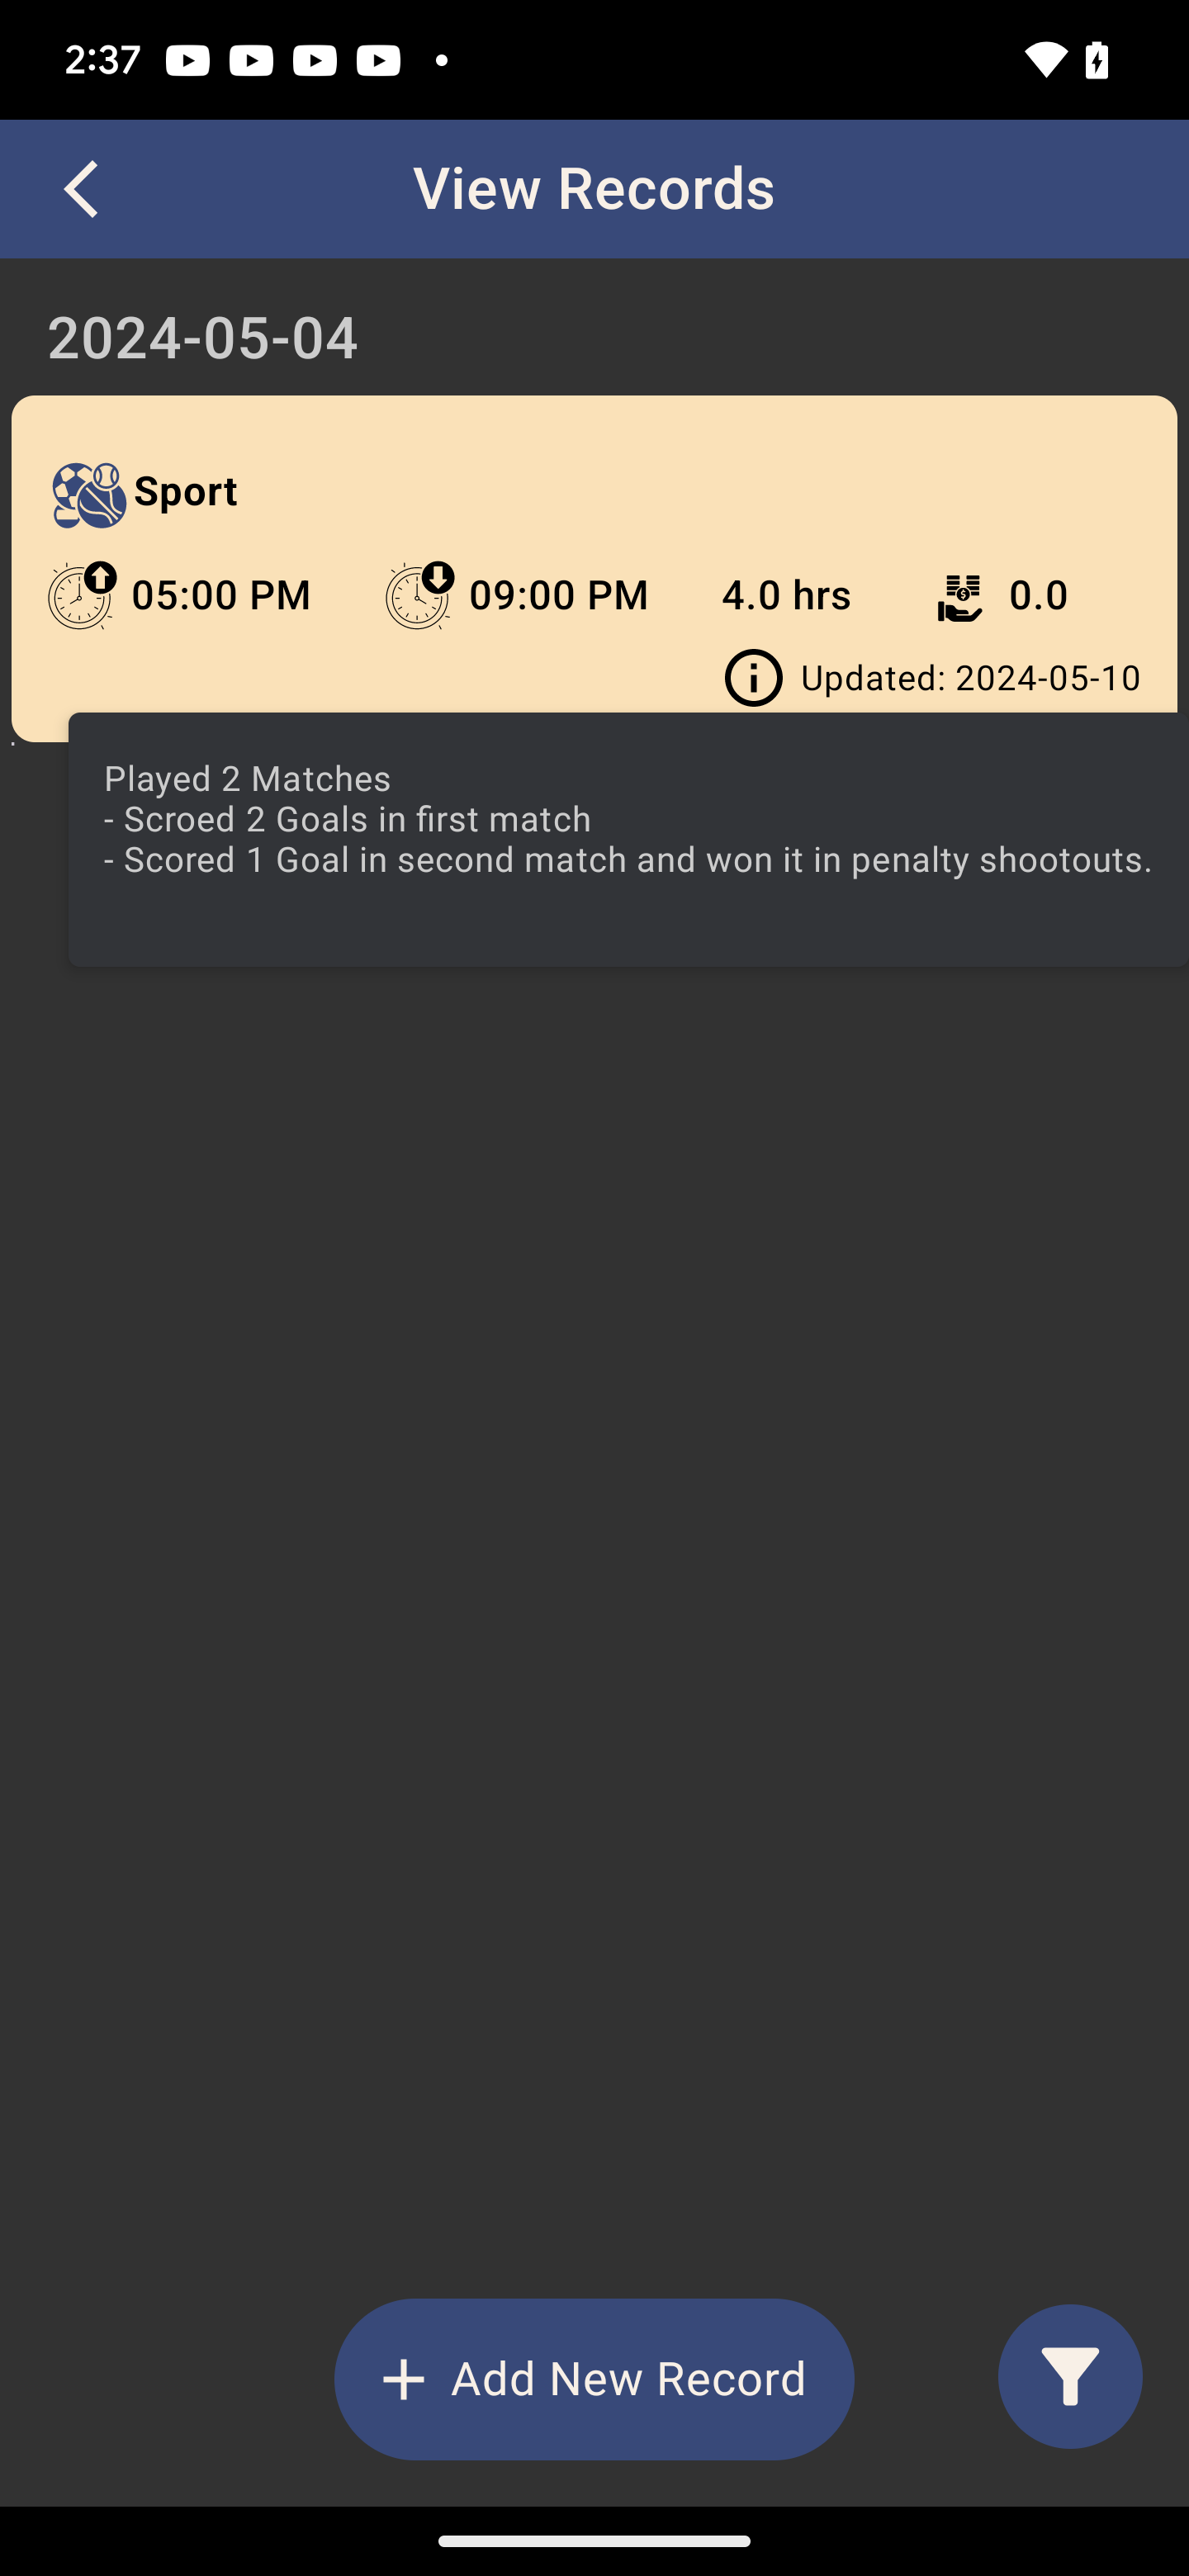 2:37
View Records
2024-05-04
Sport
05:00 PM 09:00 PM 4.0 hrs 0.0
Updated: 2024-05-10
Played 2 Matches
- Scroed 2 Goals in first match
- Scored 1 Goal in second match and won it in penalty shootouts.
+ Add New Record